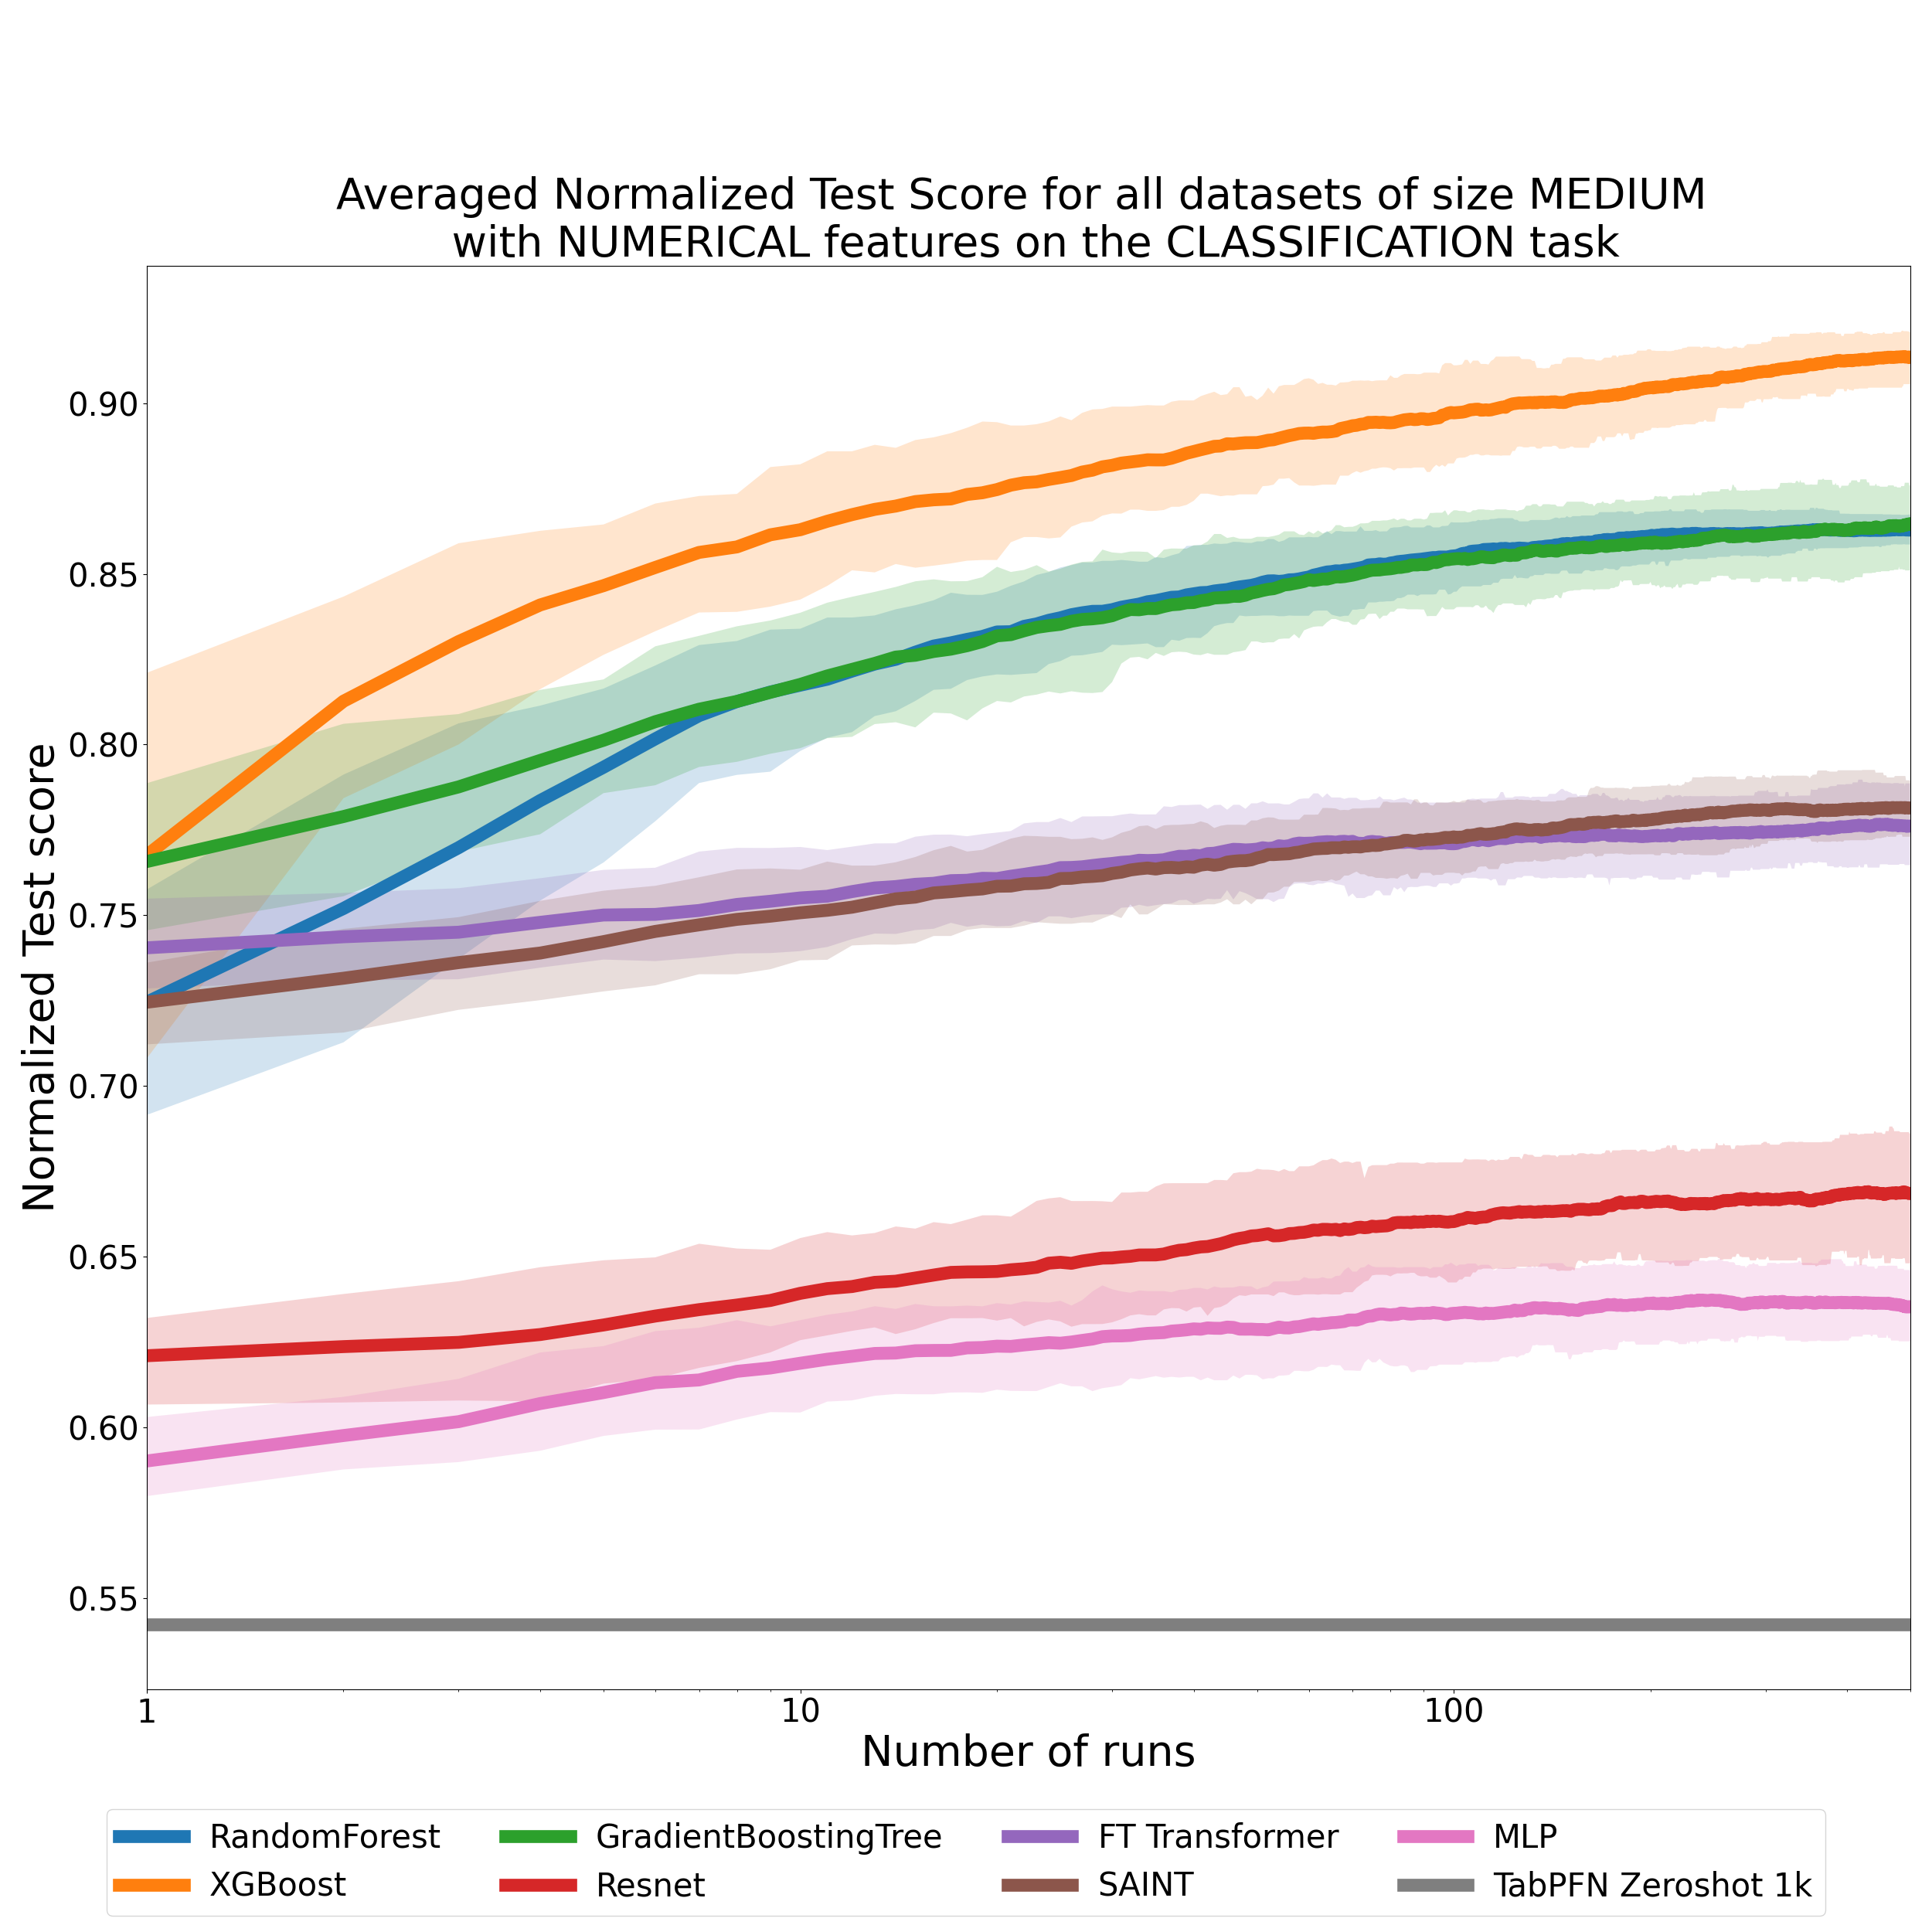 Averaged Normalized Test Score for all datasets of size MEDIUM
with NUMERICAL features on the CLASSIFICATION task
Normalized Test score
0.90
0.85
0.80
0.75
0.70
0.65
0.60
0.55
1 10 100
Number of runs
RandomForest GradientBoostingTree FT Transformer MLP
XGBoost Resnet SAINT TabPFN Zeroshot 1k